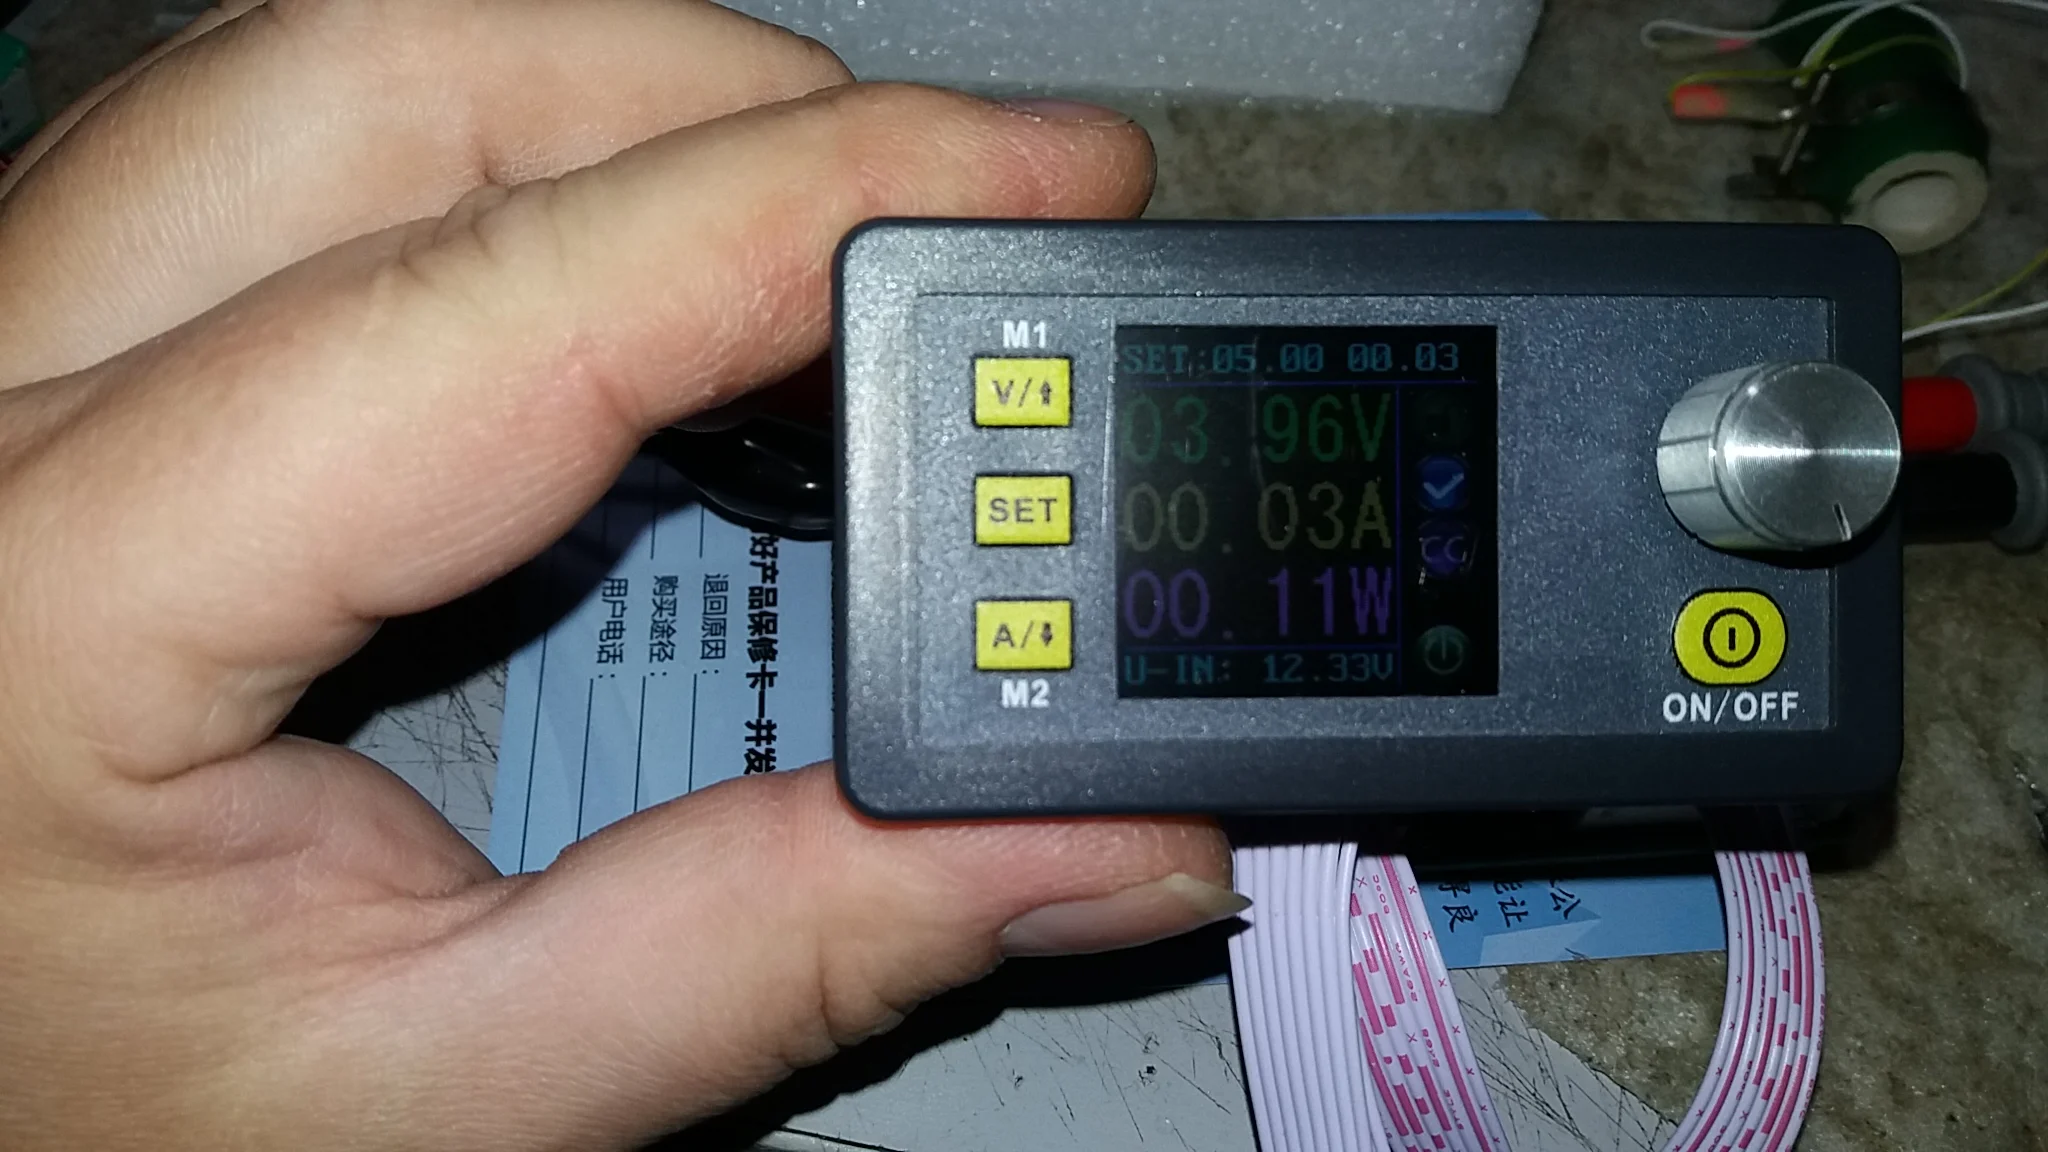 M1
V/⬆
SET
A/⬇
M2
SET:05.00 00.03
03.96V
00.03A
00.11W
CC
U-IN: 12.33V
ON/OFF
好产品保修卡一并发
退回原因：
购买途径：
用户电话：